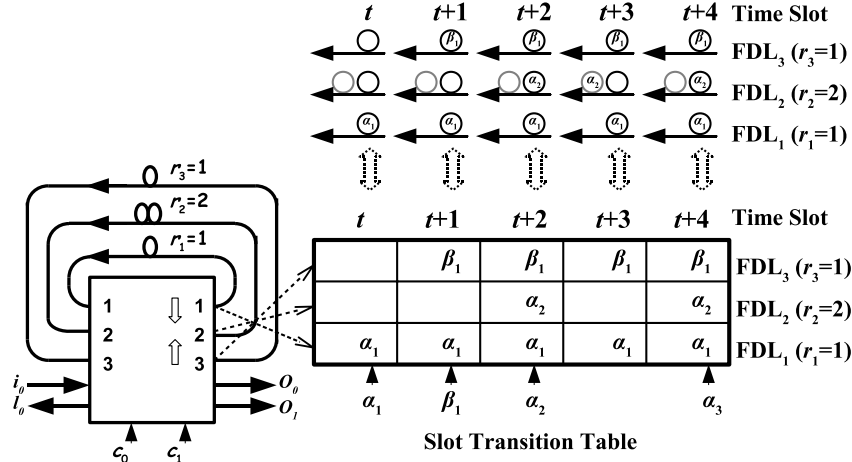 t t+1 t+2 t+3 t+4 Time Slot
β₁ β₁ β₁ β₁ FDL₃ (r₃=1)
α₂ α₂ α₂ FDL₂ (r₂=2)
α₁ α₁ α₁ α₁ α₁ FDL₁ (r₁=1)
r₃=1
r₂=2
r₁=1
t t+1 t+2 t+3 t+4 Time Slot
β₁ β₁ β₁ β₁ FDL₃ (r₃=1)
α₂ α₂ FDL₂ (r₂=2)
α₁ α₁ α₁ α₁ α₁ FDL₁ (r₁=1)
α₁ β₁ α₂ α₃
1 1
2 2
3 3
i₀ O₀
l₀ O₁
c₀ c₁
Slot Transition Table